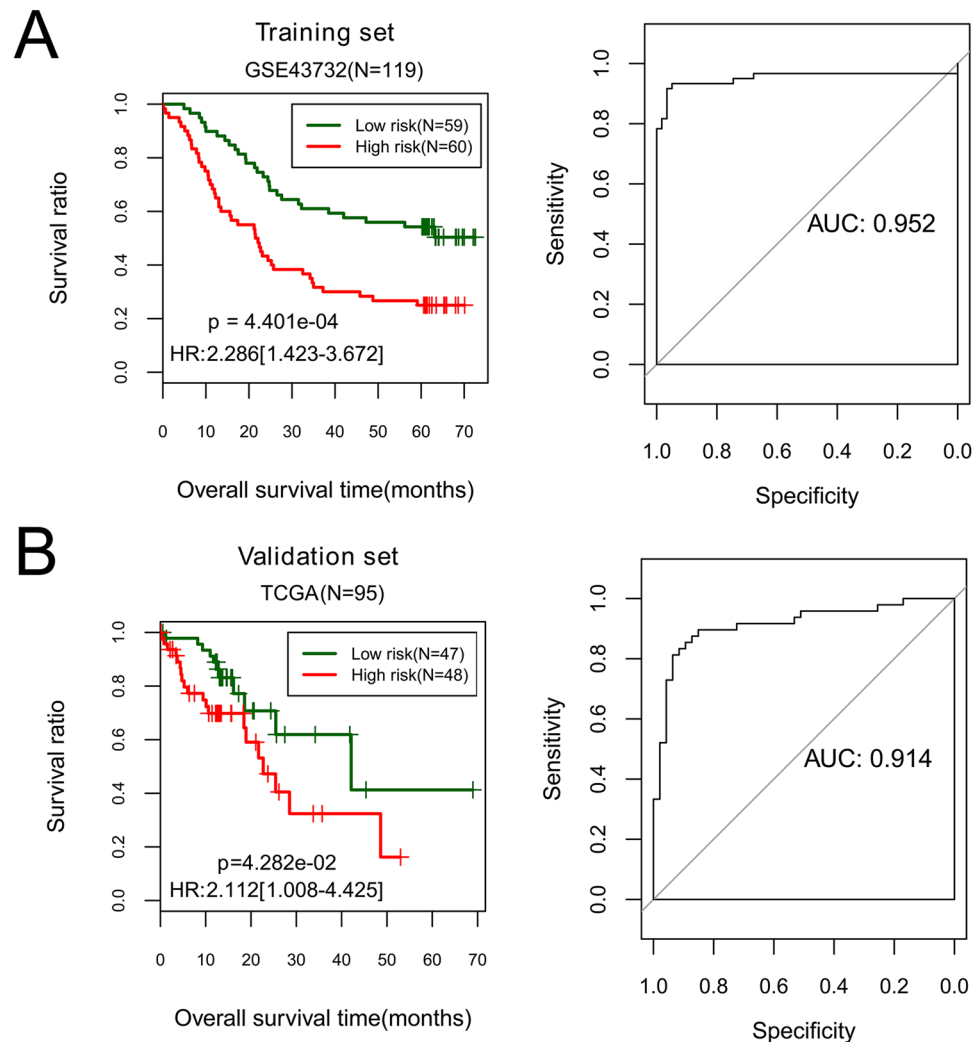 A
Training set
GSE43732(N=119)
Low risk(N=59)
High risk(N=60)
Survival ratio
1.0
0.8
0.6
0.4
0.2
0.0
p = 4.401e-04
HR:2.286[1.423-3.672]
0 10 20 30 40 50 60 70
Overall survival time(months)
Sensitivity
1.0
0.8
0.6
0.4
0.2
0.0
AUC: 0.952
1.0 0.8 0.6 0.4 0.2 0.0
Specificity
B
Validation set
TCGA(N=95)
Low risk(N=47)
High risk(N=48)
Survival ratio
1.0
0.8
0.6
0.4
0.2
0.0
p=4.282e-02
HR:2.112[1.008-4.425]
0 10 20 30 40 50 60 70
Overall survival time(months)
Sensitivity
1.0
0.8
0.6
0.4
0.2
0.0
AUC: 0.914
1.0 0.8 0.6 0.4 0.2 0.0
Specificity